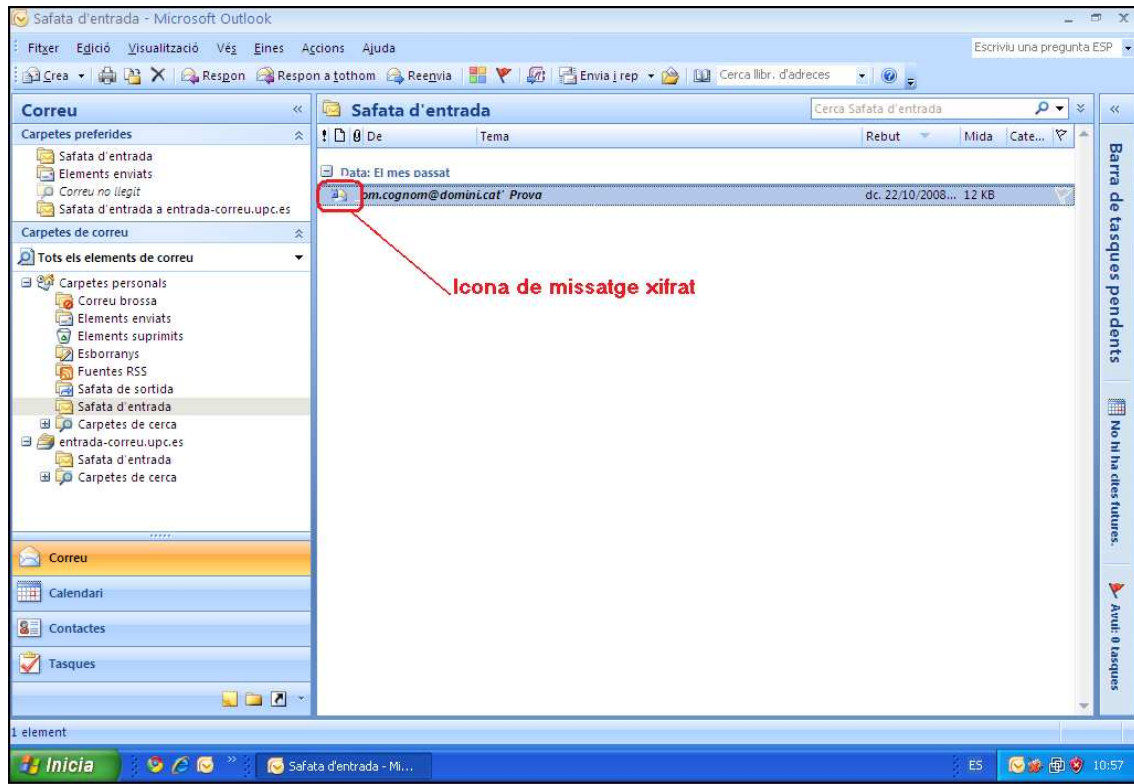 Safata d'entrada - Microsoft Outlook
Fitxer Edició Visualització Vés Eines Accions Ajuda Escriviu una pregunta ESP
Crea Respon Respon a tothom Reenvia Envia i rep Cerca llibr. d'adreces
Correu
Carpetes preferides
Safata d'entrada
Elements enviats
Correu no llegit
Safata d'entrada a entrada-correu.upc.es
Carpetes de correu
Tots els elements de correu
Carpetes personals
Correu brossa
Elements enviats
Elements suprimits
Esborranys
Fuentes RSS
Safata de sortida
Safata d'entrada
Carpetes de cerca
entrada-correu.upc.es
Safata d'entrada
Carpetes de cerca
Correu
Calendari
Contactes
Tasques
Safata d'entrada Cerca Safata d'entrada
De Tema Rebut Mida Cate...
Data: El mes passat
om.cognom@domini.cat' Prova dc. 22/10/2008... 12 KB
Icona de missatge xifrat
Barra de tasques pendents
No hi ha cites futures.
Avui: 0 tasques
1 element
Inicia Safata d'entrada - Mi... ES 10:57